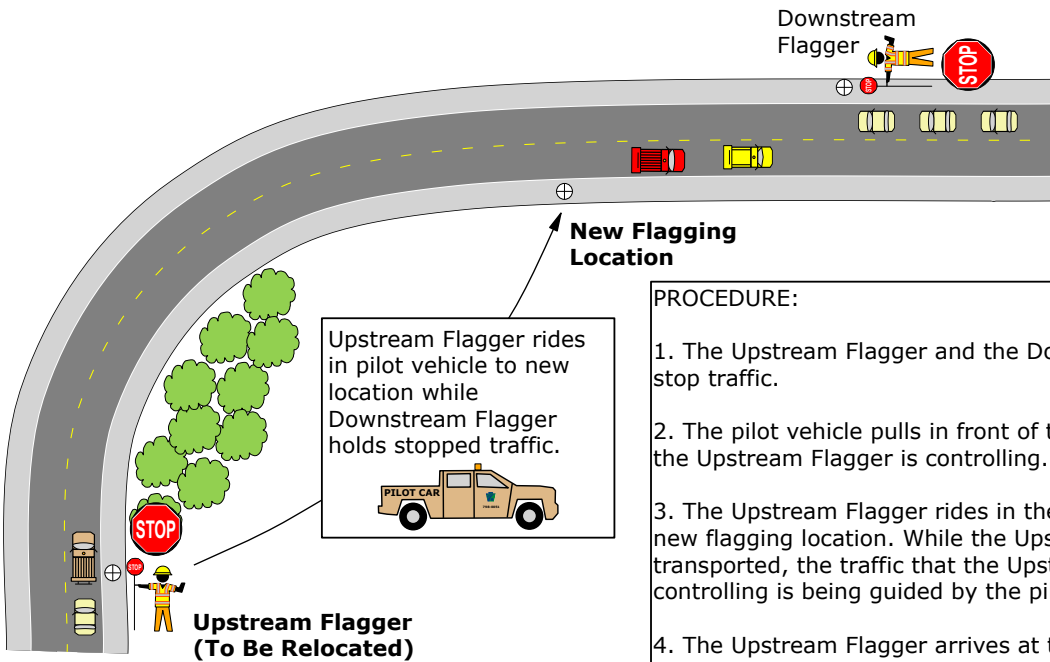 Downstream
Flagger
STOP
STOP
New Flagging
Location
Upstream Flagger rides
in pilot vehicle to new
location while
Downstream Flagger
holds stopped traffic.
PILOT CAR
STOP
STOP
Upstream Flagger
(To Be Relocated)
PROCEDURE:
1. The Upstream Flagger and the Do
stop traffic.
2. The pilot vehicle pulls in front of t
the Upstream Flagger is controlling.
3. The Upstream Flagger rides in the
new flagging location. While the Ups
transported, the traffic that the Upst
controlling is being guided by the pi
4. The Upstream Flagger arrives at t